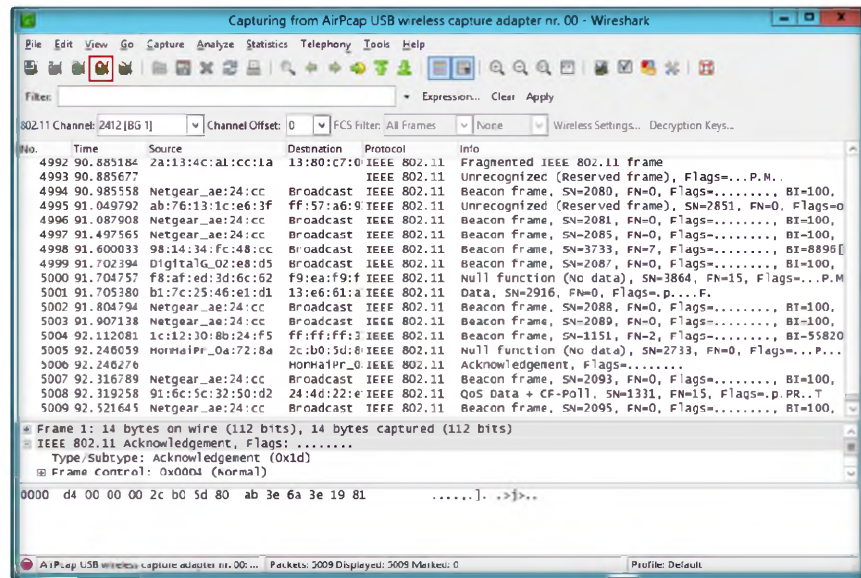 Capturing from AirPcap USB wireless capture adapter nr. 00 - Wireshark
File Edit View Go Capture Analyze Statistics Telephony Tools Help
Filter: Expression... Clear Apply
802.11 Channel: 2412 [BG 1] Channel Offset: 0 FCS Filter: All Frames None Wireless Settings... Decryption Keys...
No. Time Source Destination Protocol Info
4992 90.885184 2a:13:4c:a1:cc:1a 13:80:c7:0 IEEE 802.11 Fragmented IEEE 802.11 frame
4993 90.885677 IEEE 802.11 Unrecognized (Reserved frame), Flags=...P.M..
4994 90.985558 Netgear_ae:24:cc Broadcast IEEE 802.11 Beacon frame, SN=2080, FN=0, Flags=........, BI=100,
4995 91.049792 ab:76:13:1c:e6:3f ff:57:a6:9 IEEE 802.11 Unrecognized (Reserved frame), SN=2851, FN=0, Flags=o
4996 91.087908 Netgear_ae:24:cc Broadcast IEEE 802.11 Beacon frame, SN=2081, FN=0, Flags=........, BI=100,
4997 91.497565 Netgear_ae:24:cc Broadcast IEEE 802.11 Beacon frame, SN=2085, FN=0, Flags=........, BI=100,
4998 91.600033 98:14:34:fc:48:cc Broadcast IEEE 802.11 Beacon frame, SN=3733, FN=7, Flags=........, BI=8896[
4999 91.702394 DigitalG_02:e8:d5 Broadcast IEEE 802.11 Beacon frame, SN=2087, FN=0, Flags=........, BI=100,
5000 91.704757 f8:af:ed:3d:6c:62 f9:ea:f9:f IEEE 802.11 Null function (No data), SN=3864, FN=15, Flags=...P.M
5001 91.705380 b1:7c:25:46:e1:d1 13:e6:61:a IEEE 802.11 Data, SN=2916, FN=0, Flags=.p....F.
5002 91.804794 Netgear_ae:24:cc Broadcast IEEE 802.11 Beacon frame, SN=2088, FN=0, Flags=........, BI=100,
5003 91.907138 Netgear_ae:24:cc Broadcast IEEE 802.11 Beacon frame, SN=2089, FN=0, Flags=........, BI=100,
5004 92.112081 1c:12:30:8b:24:f5 ff:ff:ff:3 IEEE 802.11 Beacon frame, SN=1151, FN=2, Flags=........, BI=55820
5005 92.246059 HonHaiPr_0a:72:8a 2c:b0:5d:8 IEEE 802.11 Null function (No data), SN=2733, FN=0, Flags=...P...
5006 92.246276 HonHaiPr_0 IEEE 802.11 Acknowledgement, Flags=........
5007 92.316789 Netgear_ae:24:cc Broadcast IEEE 802.11 Beacon frame, SN=2093, FN=0, Flags=........, BI=100,
5008 92.319258 91:6c:5c:32:50:d2 24:4d:22:e IEEE 802.11 QoS Data + CF-Poll, SN=1331, FN=15, Flags=.p.PR..T
5009 92.521645 Netgear_ae:24:cc Broadcast IEEE 802.11 Beacon frame, SN=2095, FN=0, Flags=........, BI=100,
Frame 1: 14 bytes on wire (112 bits), 14 bytes captured (112 bits)
IEEE 802.11 Acknowledgement, Flags: ........
Type/Subtype: Acknowledgement (0x1d)
Frame Control: 0x00D4 (Normal)
0000 d4 00 00 00 2c b0 5d 80 ab 3e 6a 3e 19 81 ....,.]. .>j>..
AirPcap USB wireless capture adapter nr. 00: ... Packets: 5009 Displayed: 5009 Marked: 0 Profile: Default